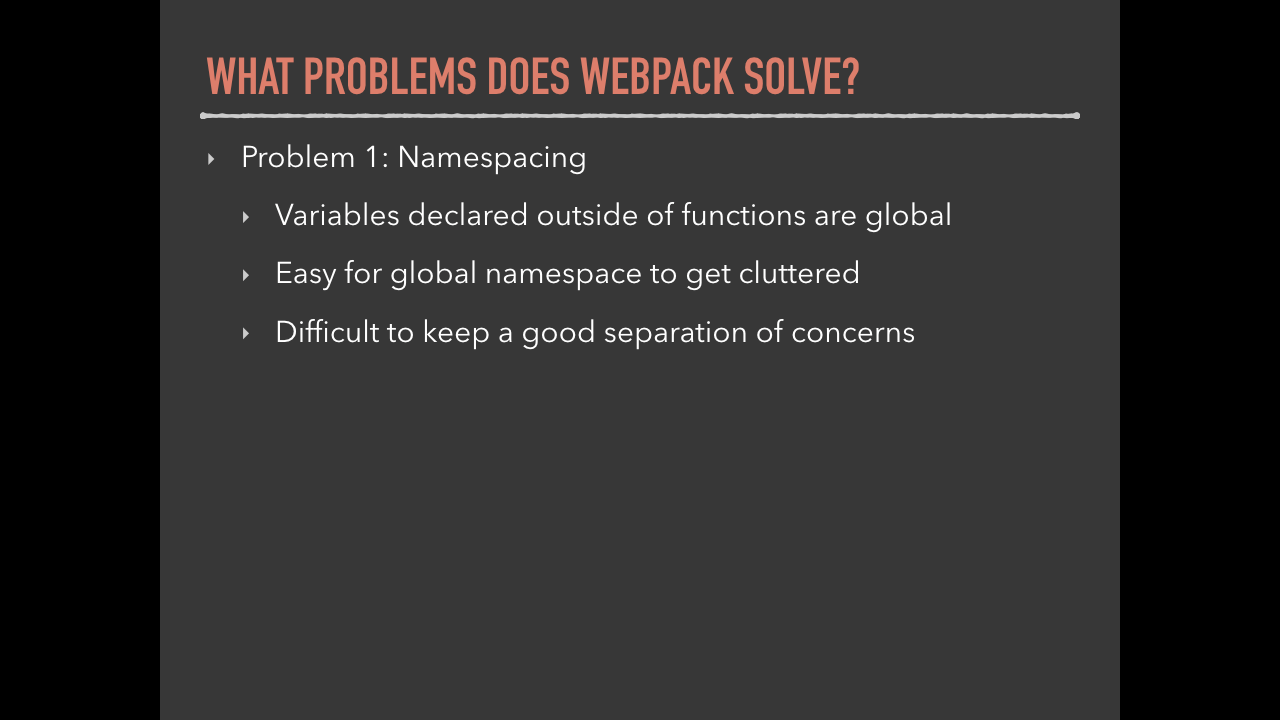 WHAT PROBLEMS DOES WEBPACK SOLVE?
Problem 1: Namespacing
Variables declared outside of functions are global
Easy for global namespace to get cluttered
Difficult to keep a good separation of concerns